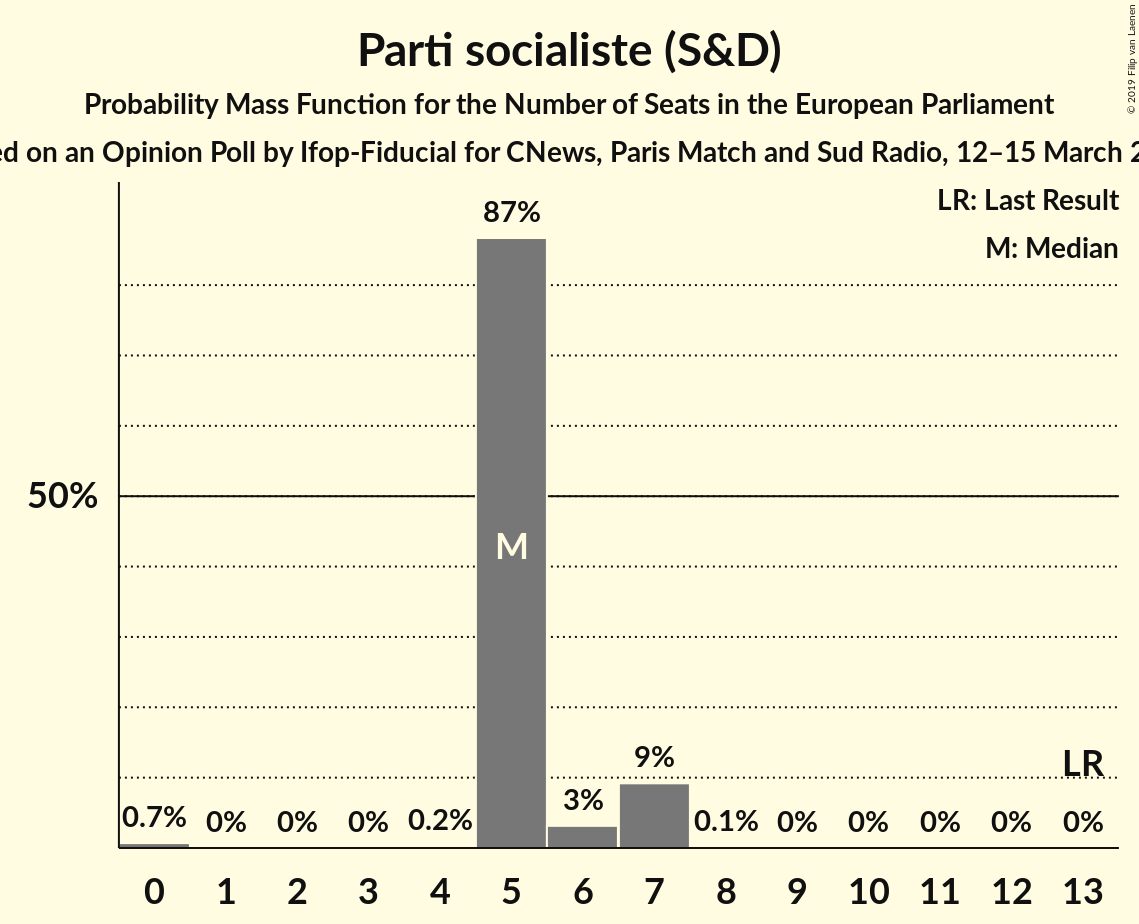 Parti socialiste (S&D)
Probability Mass Function for the Number of Seats in the European Parliament
on an Opinion Poll by Ifop-Fiducial for CNews, Paris Match and Sud Radio, 12–15 March
© 2019 Filip van Laenen
LR: Last Result
M: Median
87%
50%
M
9%
LR
3%
0.7% 0% 0% 0% 0.2% 0.1% 0% 0% 0% 0% 0%
0 1 2 3 4 5 6 7 8 9 10 11 12 13